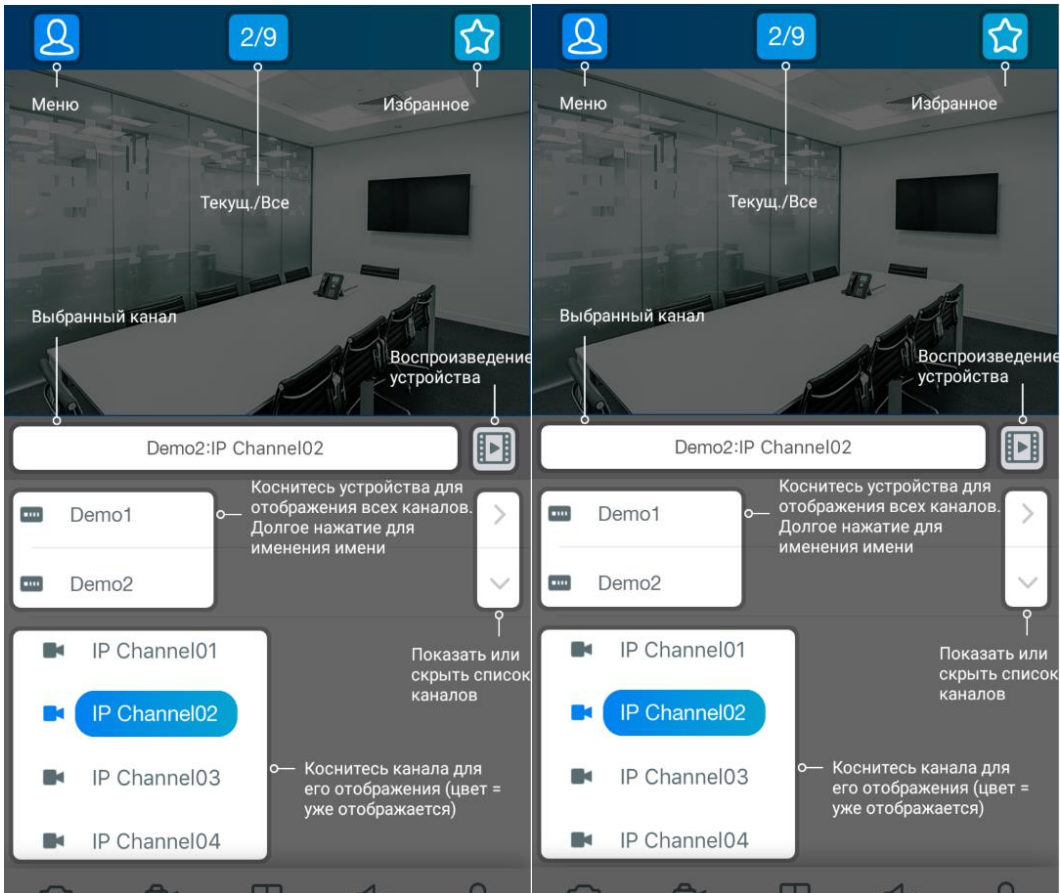 2/9
Меню
Избранное
Текущ./Все
Выбранный канал
Воспроизведение
устройства
Demo2:IP Channel02
Коснитесь устройства для
отображения всех каналов.
Долгое нажатие для
именения имени
Demo1
Demo2
IP Channel01
Показать или
скрыть список
каналов
IP Channel02
IP Channel03
Коснитесь канала для
его отображения (цвет =
уже отображается)
IP Channel04
2/9
Меню
Избранное
Текущ./Все
Выбранный канал
Воспроизведение
устройства
Demo2:IP Channel02
Коснитесь устройства для
отображения всех каналов.
Долгое нажатие для
именения имени
Demo1
Demo2
IP Channel01
Показать или
скрыть список
каналов
IP Channel02
IP Channel03
Коснитесь канала для
его отображения (цвет =
уже отображается)
IP Channel04